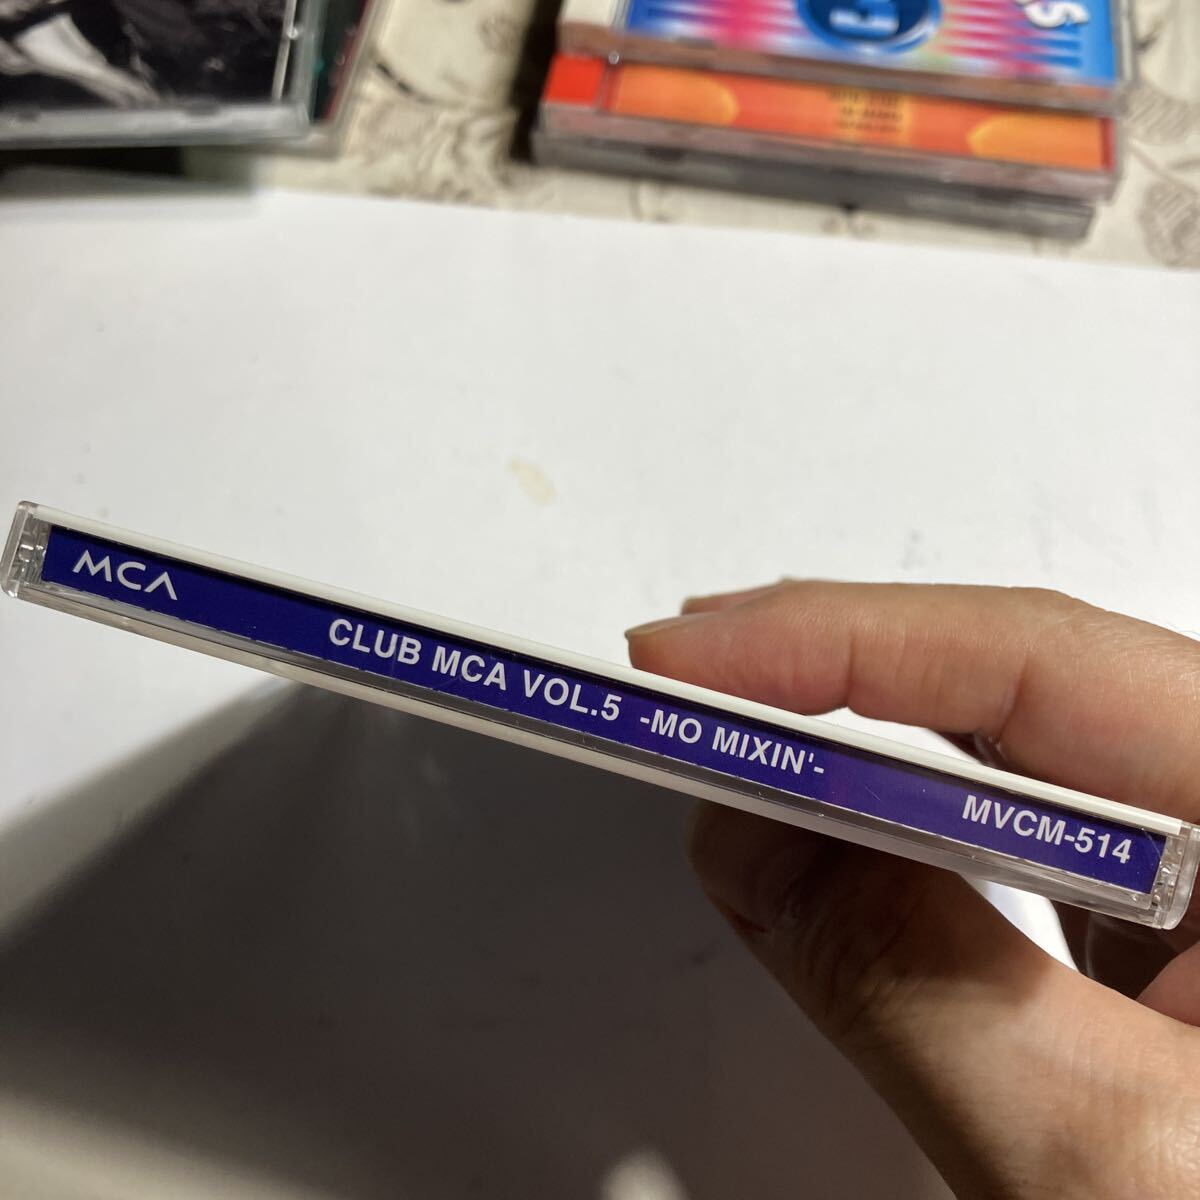 MCA
CLUB MCA VOL.5 -MO MIXIN'-
MVCM-514